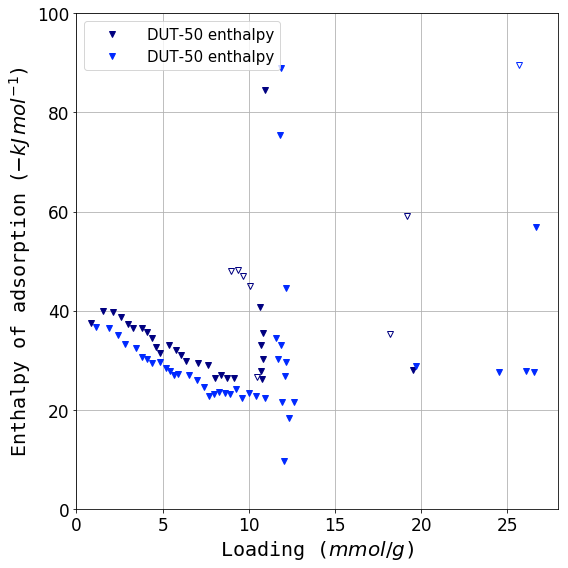 DUT-50 enthalpy
DUT-50 enthalpy
Enthalpy of adsorption (−kJmol⁻¹)
100
80
60
40
20
0
0 5 10 15 20 25
Loading (mmol/g)